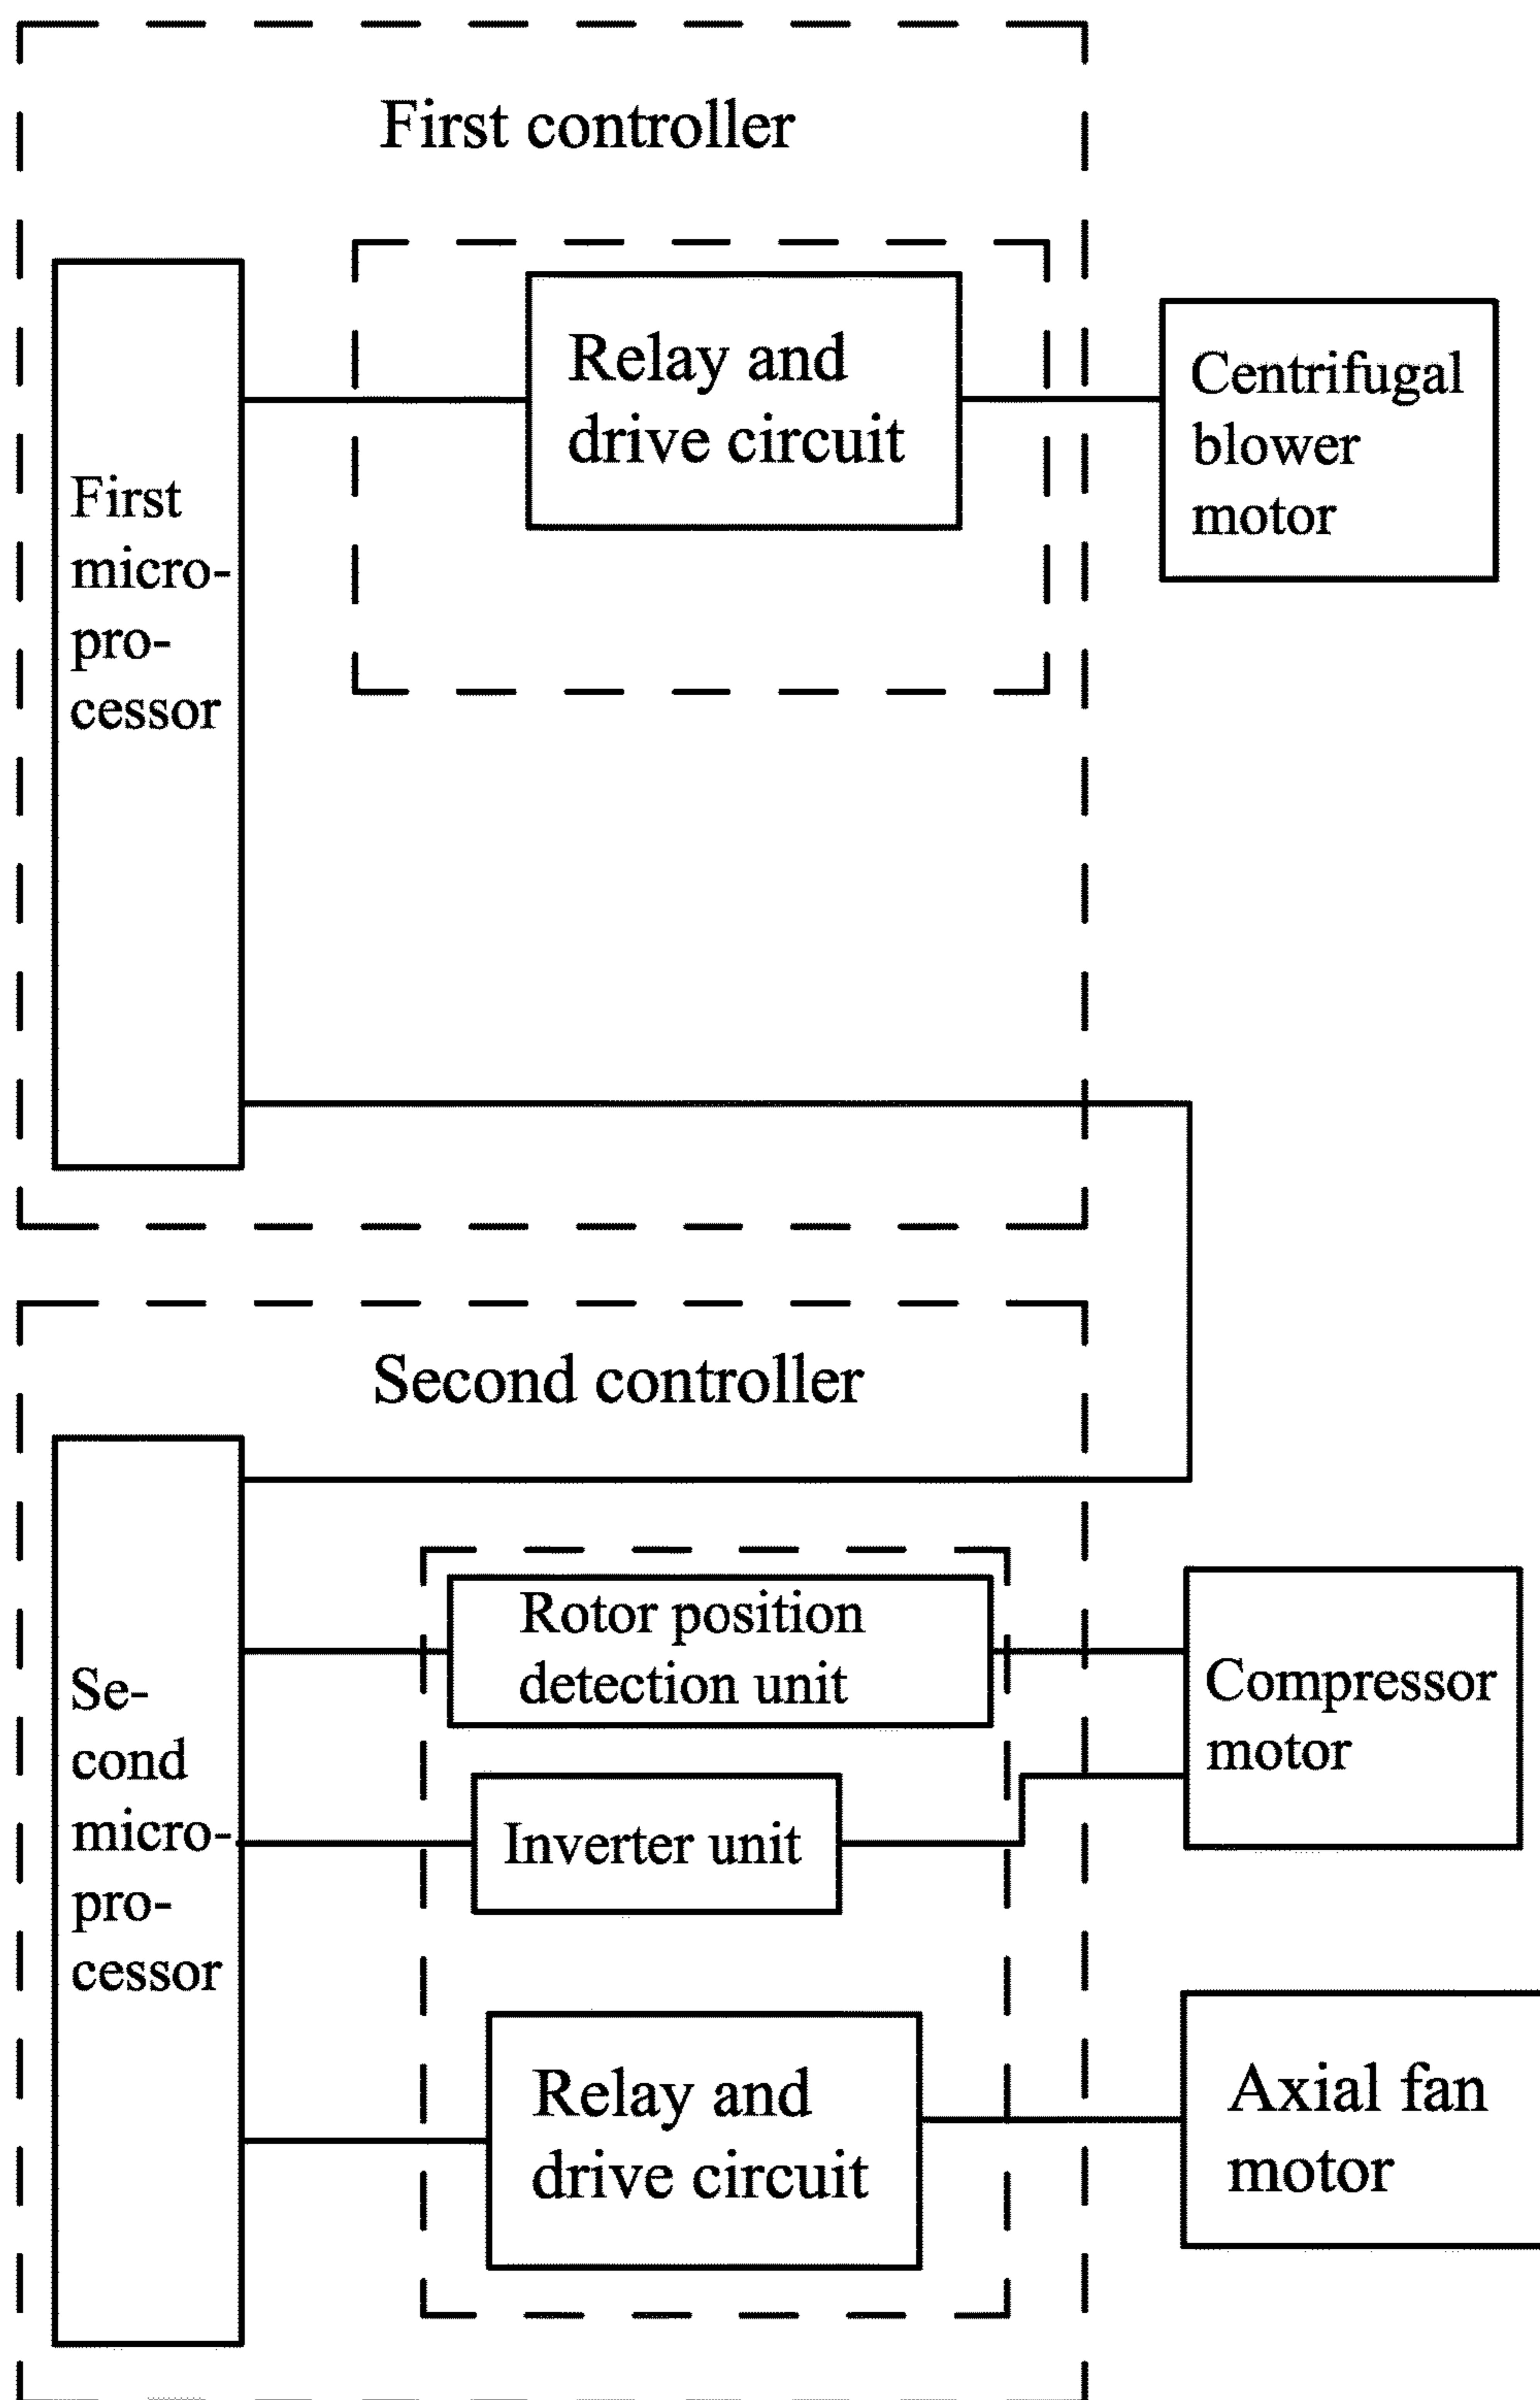 First controller
Relay and
drive circuit
Centrifugal
blower
motor
First
micro-
pro-
cessor
Second controller
Rotor position
detection unit
Compressor
motor
Se-
cond
micro-
pro-
cessor
Inverter unit
Relay and
drive circuit
Axial fan
motor